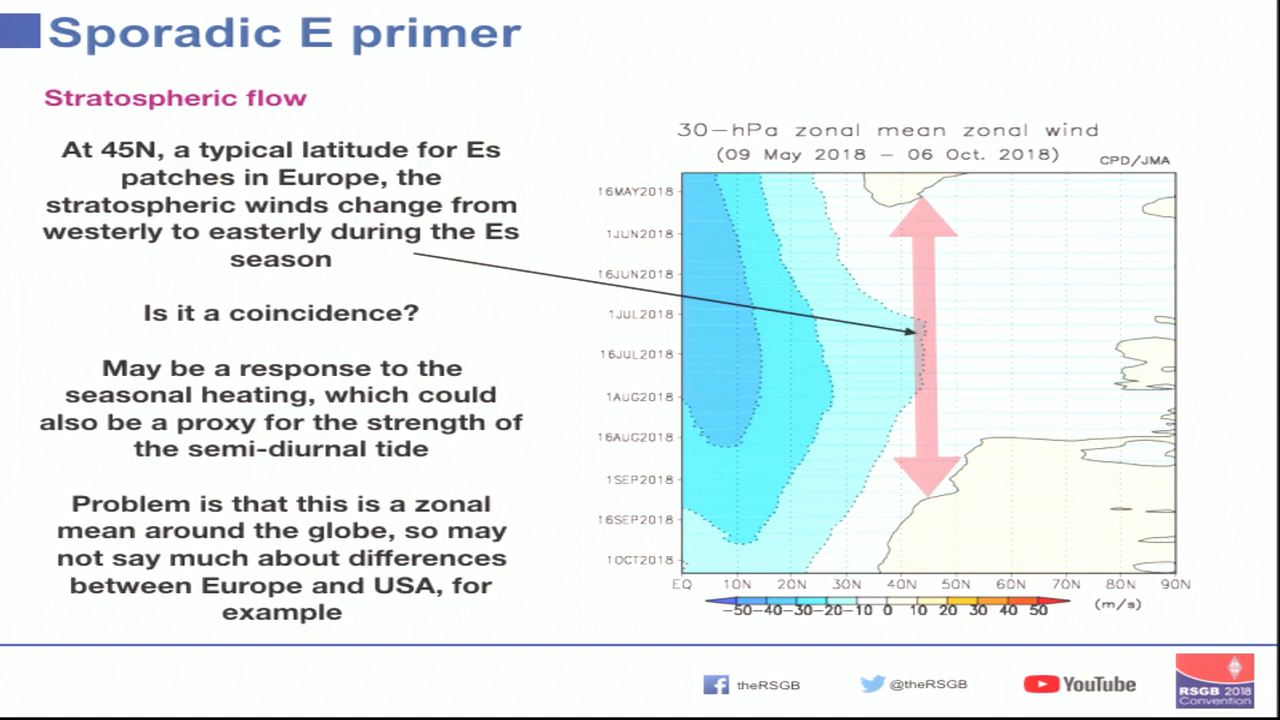 Sporadic E primer
Stratospheric flow
At 45N, a typical latitude for Es
patches in Europe, the
stratospheric winds change from
westerly to easterly during the Es
season
Is it a coincidence?
May be a response to the
seasonal heating, which could
also be a proxy for the strength of
the semi-diurnal tide
Problem is that this is a zonal
mean around the globe, so may
not say much about differences
between Europe and USA, for
example
30-hPa zonal mean zonal wind
(09 May 2018 - 06 Oct. 2018)
CPD/JMA
16MAY2018
1JUN2018
16JUN2018
1JUL2018
16JUL2018
1AUG2018
16AUG2018
1SEP2018
16SEP2018
1OCT2018
EQ 10N 20N 30N 40N 50N 60N 70N 80N 90N
-50-40-30-20-10 0 10 20 30 40 50
(m/s)
theRSGB
@theRSGB
YouTube
RSGB 2018
Convention